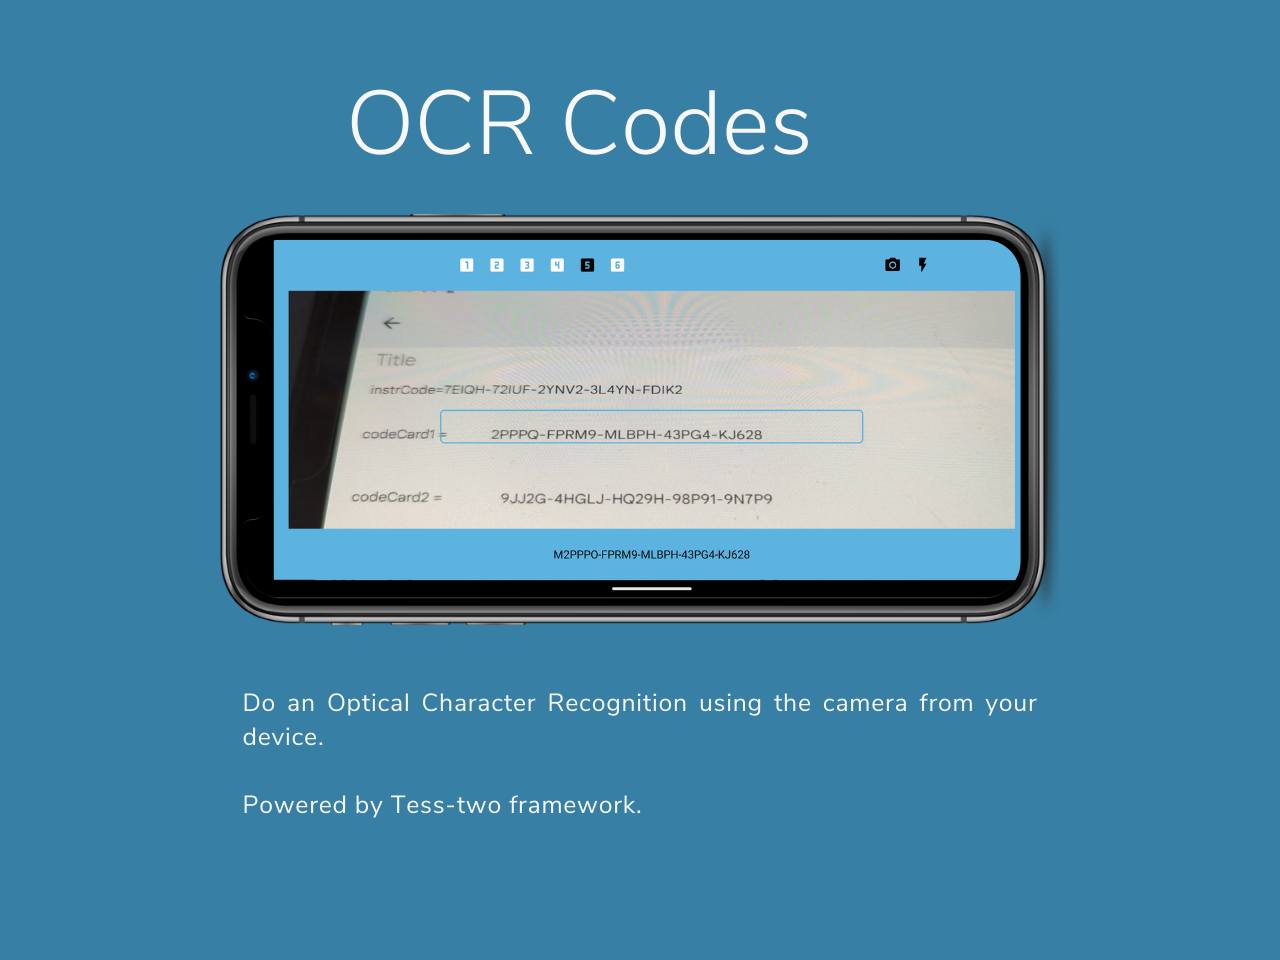 OCR Codes
1 2 3 4 5 6
Title
instrCode=7EIQH-72IUF-2YNV2-3L4YN-FDIK2
codeCard1 = 2PPPQ-FPRM9-MLBPH-43PG4-KJ628
codeCard2 = 9JJ2G-4HGLJ-HQ29H-98P91-9N7P9
M2PPPO-FPRM9-MLBPH-43PG4-KJ628
Do an Optical Character Recognition using the camera from your
device.
Powered by Tess-two framework.